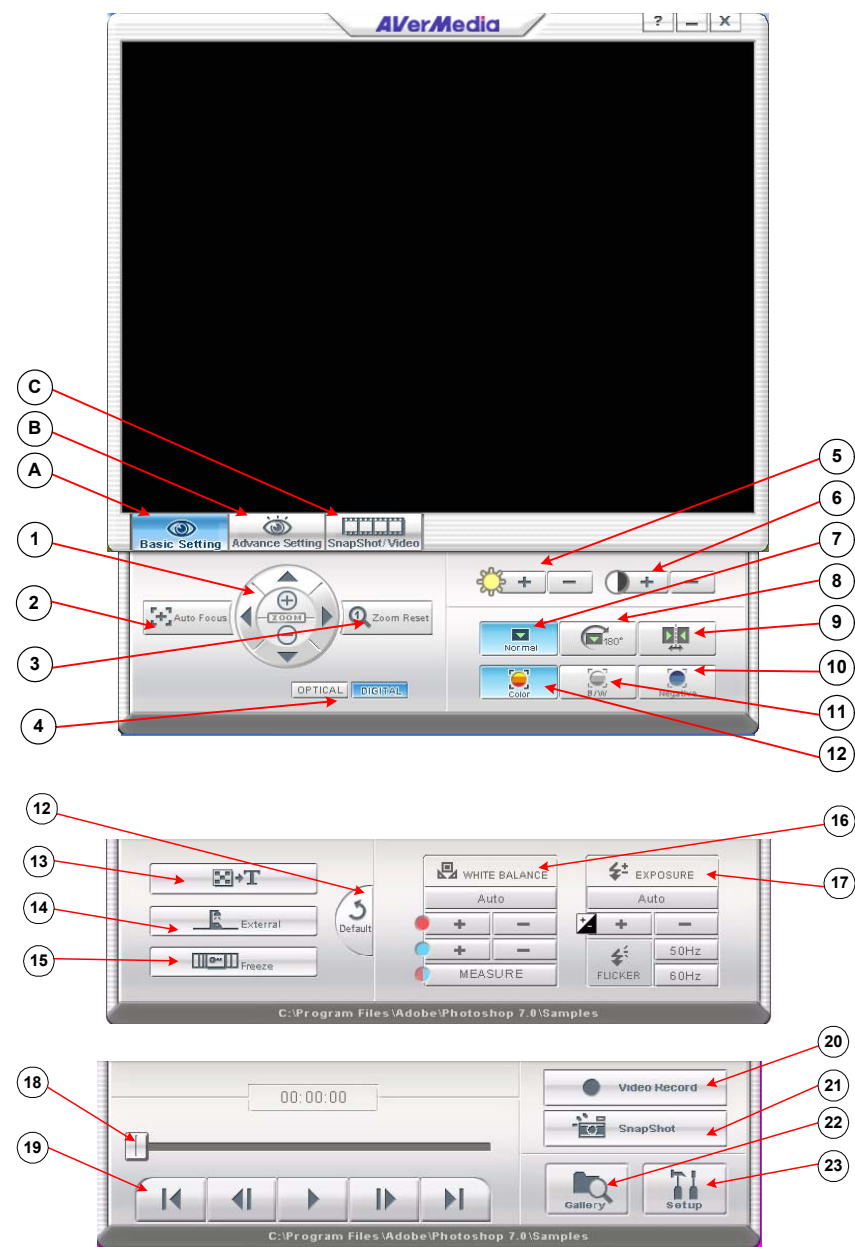 AVerMedia
? _ X
C
B
A
Basic Setting
Advance Setting
SnapShot/Video
1
2
3
4
Auto Focus
ZOOM
1 Zoom Reset
OPTICAL
DIGITAL
+ −
+ −
Normal
180°
Color
B/W
Negative
5
6
7
8
9
10
11
12
12
13
14
15
T
External
Freeze
Default
WHITE BALANCE
Auto
+ −
+ −
MEASURE
EXPOSURE
Auto
+ −
FLICKER
50Hz
60Hz
16
17
C:\Program Files\Adobe\Photoshop 7.0\Samples
18
19
00:00:00
Video Record
SnapShot
Gallery
Setup
20
21
22
23
C:\Program Files\Adobe\Photoshop 7.0\Samples